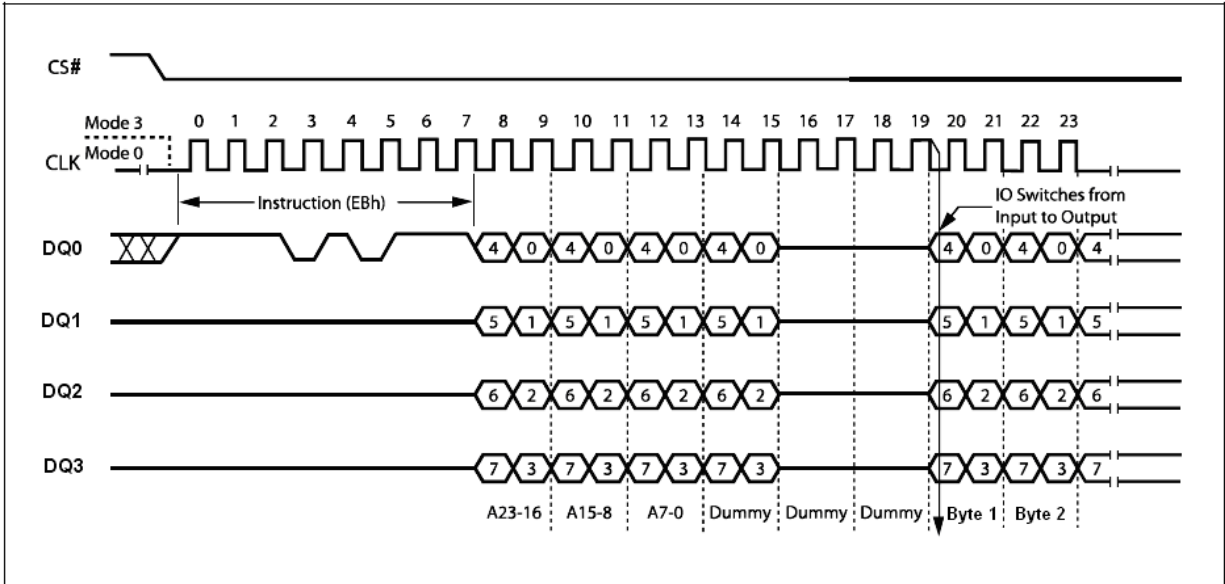 CS#
Mode 3
0 1 2 3 4 5 6 7 8 9 10 11 12 13 14 15 16 17 18 19 20 21 22 23
CLK
Mode 0
Instruction (EBh)
IO Switches from
Input to Output
DQ0
4 0 4 0 4 0 4 0 4 0 4 0 4
DQ1
5 1 5 1 5 1 5 1 5 1 5 1 5
DQ2
6 2 6 2 6 2 6 2 6 2 6 2 6
DQ3
7 3 7 3 7 3 7 3 7 3 7 3 7
A23-16 A15-8 A7-0 Dummy Dummy Dummy Byte 1 Byte 2